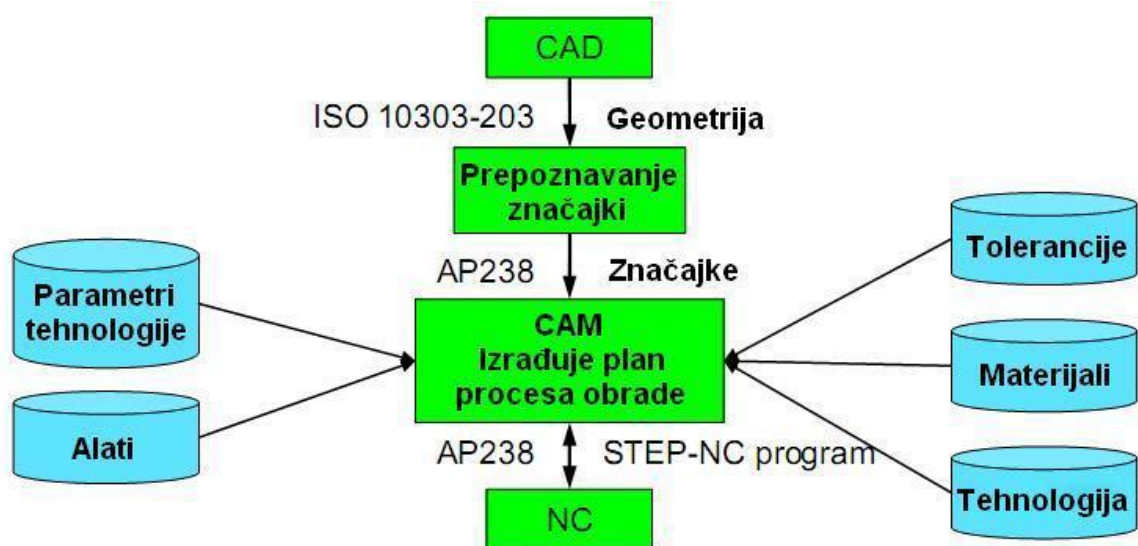 CAD
ISO 10303-203
Geometrija
Prepoznavanje
značajki
AP238
Značajke
Parametri
tehnologije
Alati
CAM
Izrađuje plan
procesa obrade
Tolerancije
Materijali
Tehnologija
AP238
STEP-NC program
NC